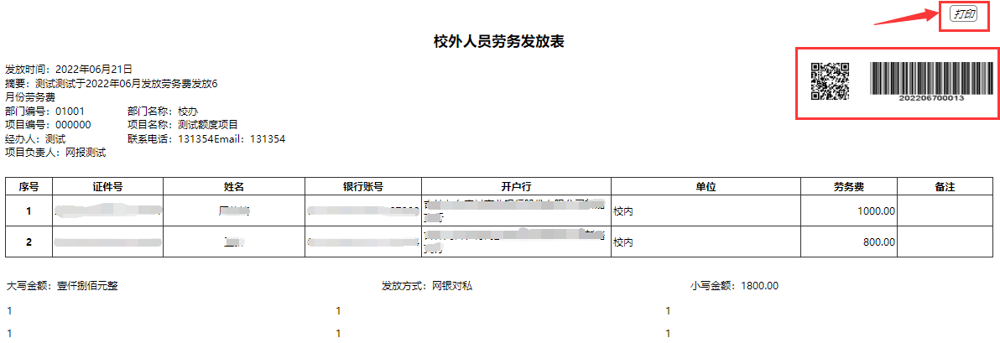 打印
校外人员劳务发放表
发放时间：2022年06月21日
摘要：测试测试于2022年06月发放劳务费发放6
月份劳务费
部门编号：01001 部门名称：校办
项目编号：000000 项目名称：测试额度项目
经办人：测试 联系电话：131354Email：131354
项目负责人：网报测试
202206700013
序号 证件号 姓名 银行账号 开户行 单位 劳务费 备注
1 校内 1000.00
2 校内 800.00
大写金额：壹仟捌佰元整 发放方式：网银对私 小写金额：1800.00
1 1 1
1 1 1